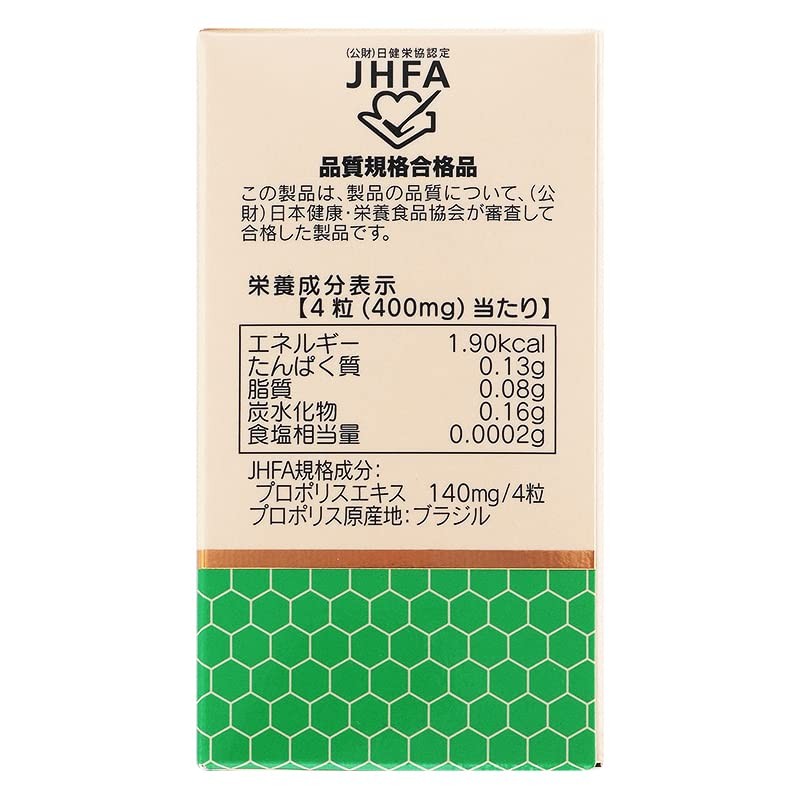 (公財)日健栄協認定
JHFA
品質規格合格品
この製品は、製品の品質について、(公
財)日本健康・栄養食品協会が審査して
合格した製品です。
栄養成分表示
【4粒(400mg)当たり】
エネルギー 1.90kcal
たんぱく質 0.13g
脂質 0.08g
炭水化物 0.16g
食塩相当量 0.0002g
JHFA規格成分:
プロポリスエキス 140mg/4粒
プロポリス原産地:ブラジル